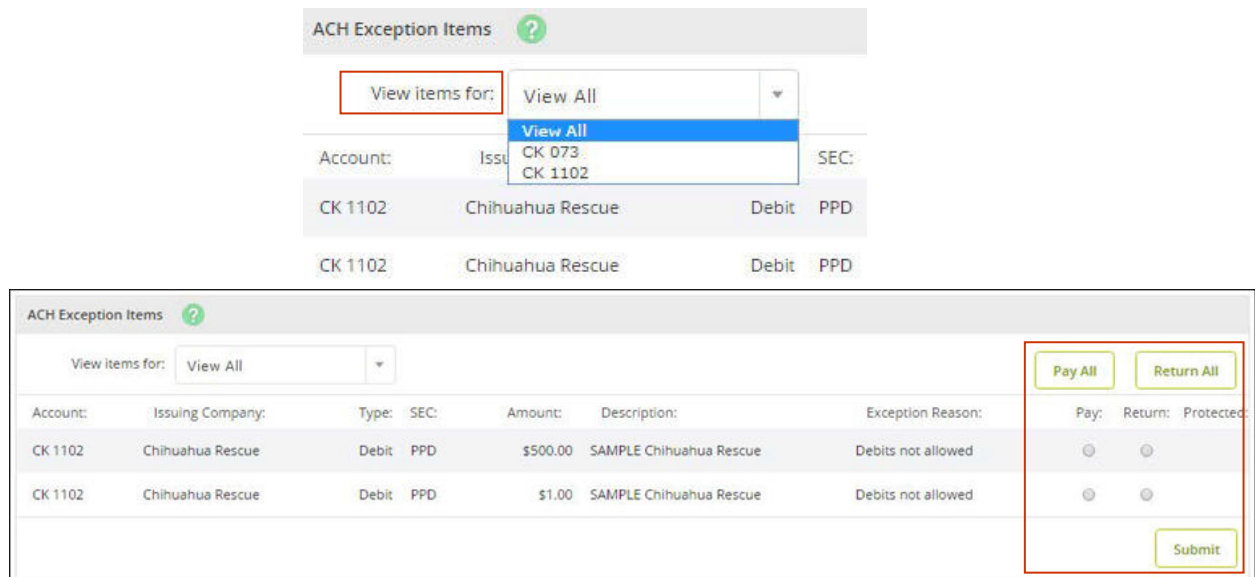 ACH Exception Items ?
View items for: View All
View All
CK 073
CK 1102
Account: Issu SEC:
CK 1102 Chihuahua Rescue Debit PPD
CK 1102 Chihuahua Rescue Debit PPD
ACH Exception Items ?
View items for: View All Pay All Return All
Account: Issuing Company: Type: SEC: Amount: Description: Exception Reason: Pay: Return: Protected:
CK 1102 Chihuahua Rescue Debit PPD $500.00 SAMPLE Chihuahua Rescue Debits not allowed
CK 1102 Chihuahua Rescue Debit PPD $1.00 SAMPLE Chihuahua Rescue Debits not allowed
Submit